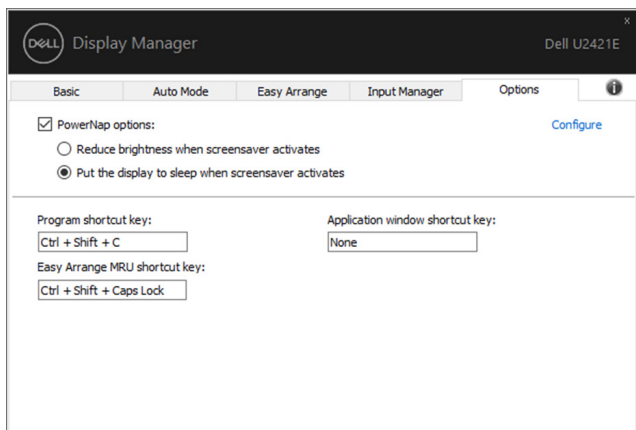 x
DELL Display Manager Dell U2421E
Basic Auto Mode Easy Arrange Input Manager Options
PowerNap options: Configure
Reduce brightness when screensaver activates
Put the display to sleep when screensaver activates
Program shortcut key: Application window shortcut key:
Ctrl + Shift + C None
Easy Arrange MRU shortcut key:
Ctrl + Shift + Caps Lock